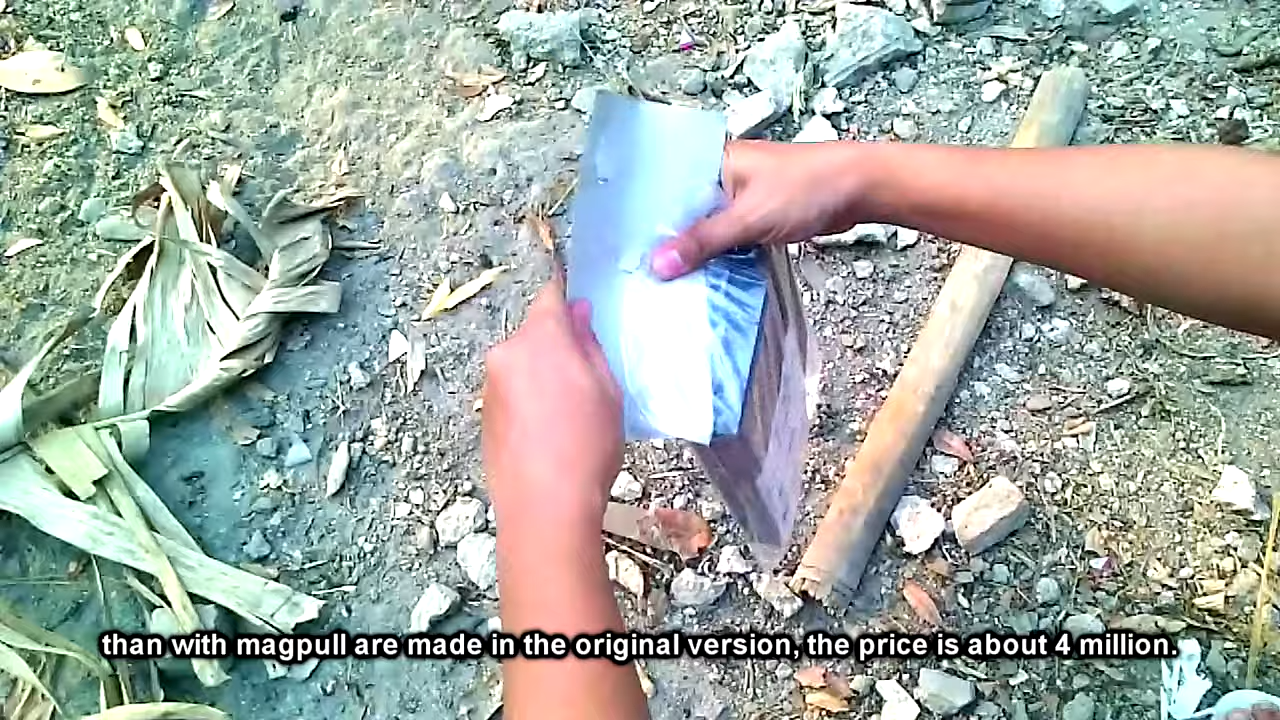 than with magpull are made in the original version, the price is about 4 million.